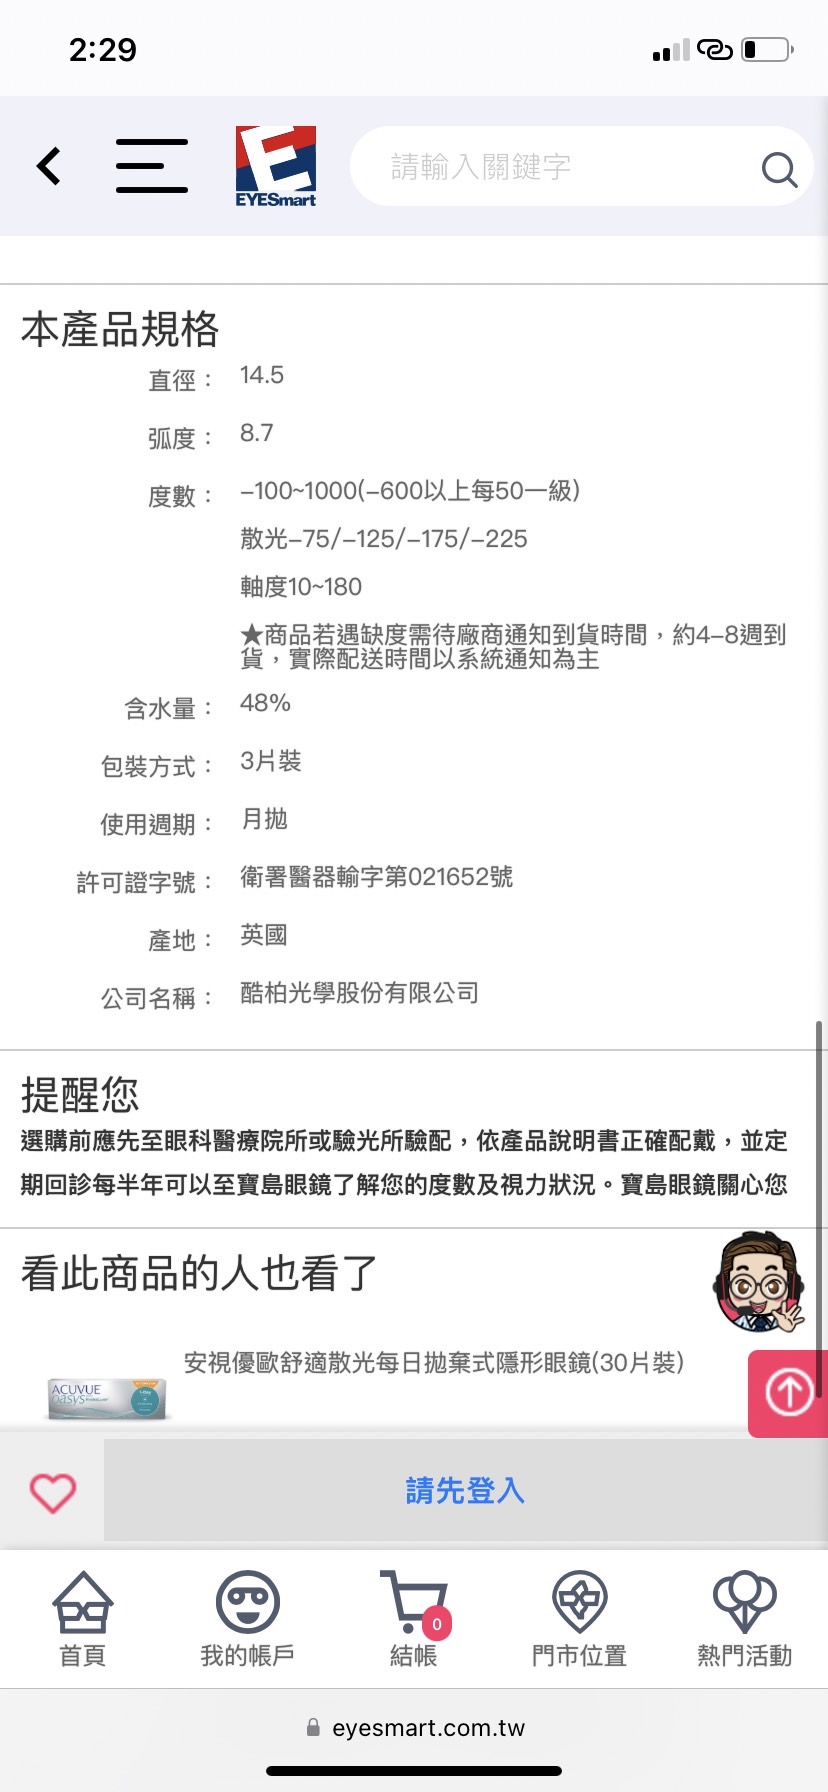 2:29
EYESmart
請輸入關鍵字
本產品規格
直徑： 14.5
弧度： 8.7
度數： –100~1000(–600以上每50一級)
散光–75/–125/–175/–225
軸度10~180
★商品若遇缺度需待廠商通知到貨時間，約4–8週到
貨，實際配送時間以系統通知為主
含水量： 48%
包裝方式： 3片裝
使用週期： 月拋
許可證字號： 衛署醫器輸字第021652號
產地： 英國
公司名稱： 酷柏光學股份有限公司
提醒您
選購前應先至眼科醫療院所或驗光所驗配，依產品說明書正確配戴，並定
期回診每半年可以至寶島眼鏡了解您的度數及視力狀況。寶島眼鏡關心您
看此商品的人也看了
安視優歐舒適散光每日拋棄式隱形眼鏡(30片裝)
ACUVUE
oasys
請先登入
0
首頁 我的帳戶 結帳 門市位置 熱門活動
eyesmart.com.tw